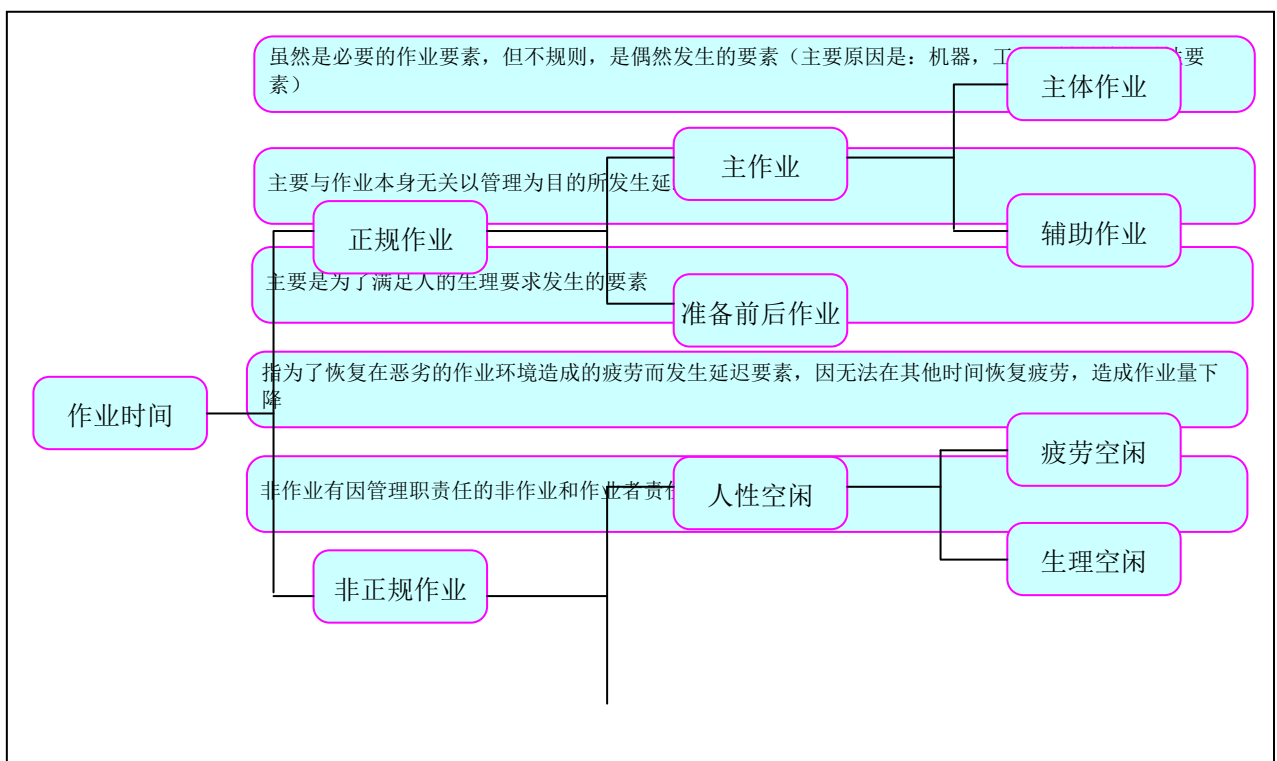 虽然是必要的作业要素，但不规则，是偶然发生的要素（主要原因是：机器，工
要
素）
主体作业
主作业
主要与作业本身无关以管理为目的所发生延
正规作业
辅助作业
主要是为了满足人的生理要求发生的要素
准备前后作业
指为了恢复在恶劣的作业环境造成的疲劳而发生延迟要素，因无法在其他时间恢复疲劳，造成作业量下
降
作业时间
疲劳空闲
非作业有因管理职责任的非作业和作业者责任
人性空闲
生理空闲
非正规作业